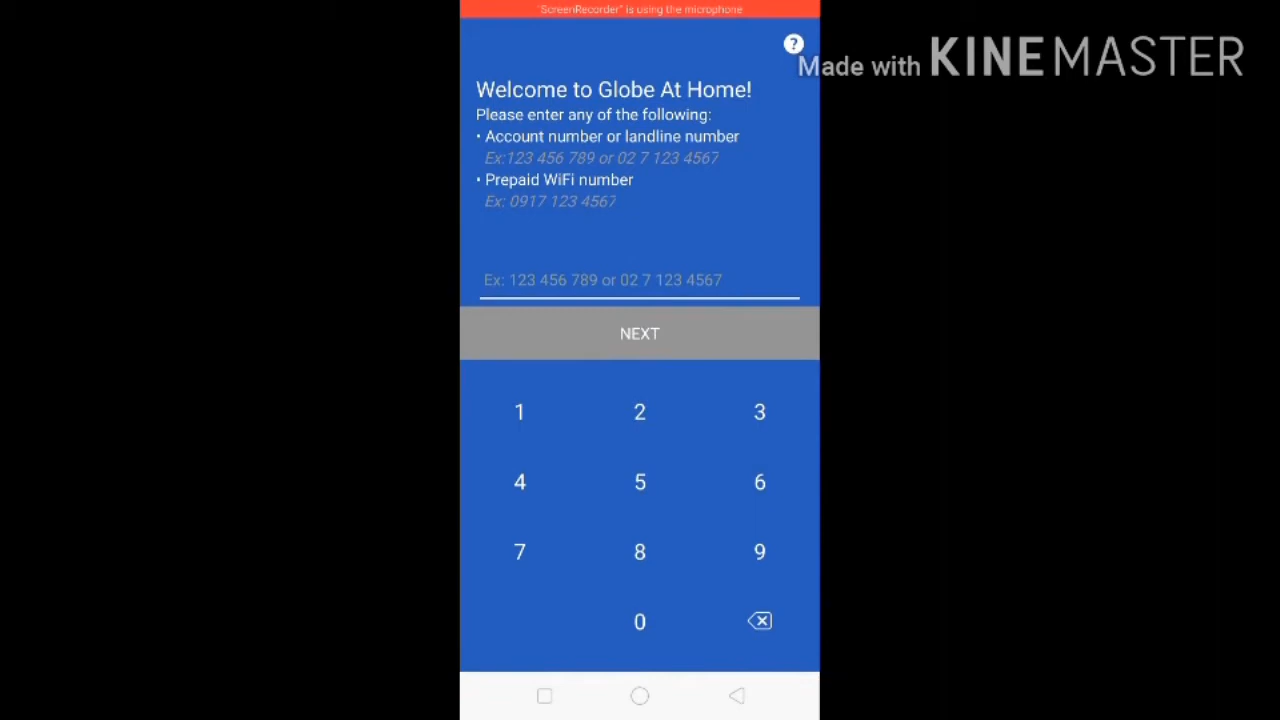 "ScreenRecorder" is using the microphone
?
Made with KINEMASTER
Welcome to Globe At Home!
Please enter any of the following:
• Account number or landline number
Ex:123 456 789 or 02 7 123 4567
• Prepaid WiFi number
Ex: 0917 123 4567
Ex: 123 456 789 or 02 7 123 4567
NEXT
1 2 3
4 5 6
7 8 9
0